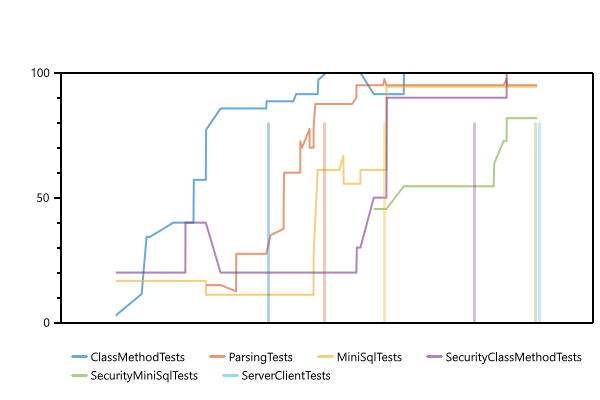 100
50
0
ClassMethodTests ParsingTests MiniSqlTests SecurityClassMethodTests
SecurityMiniSqlTests ServerClientTests